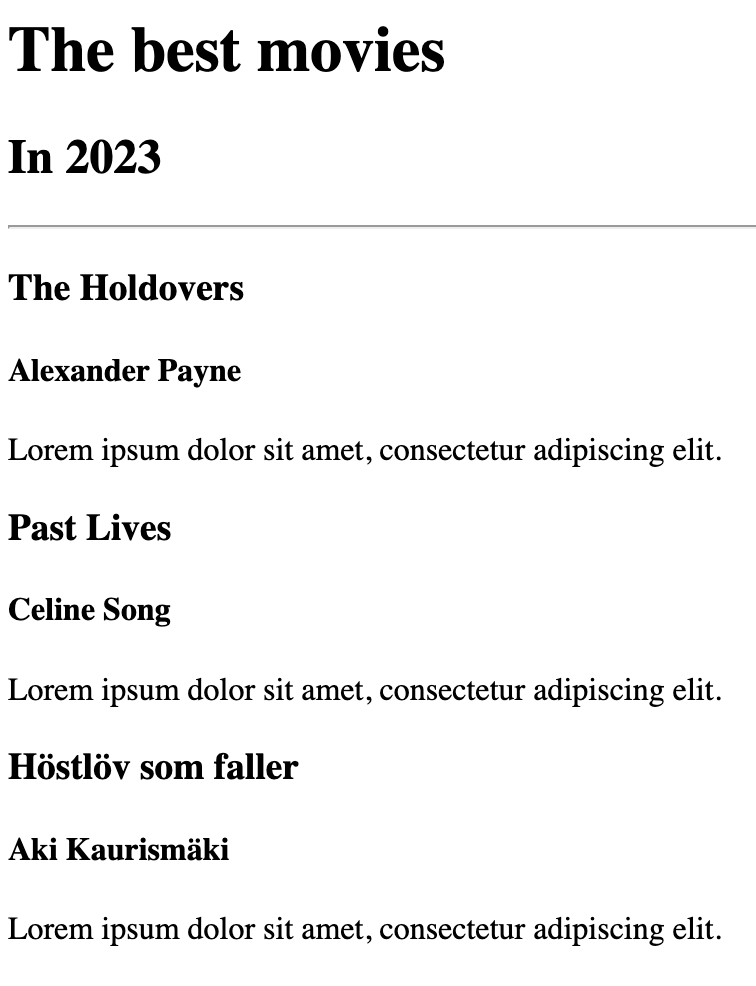 The best movies
In 2023
The Holdovers
Alexander Payne
Lorem ipsum dolor sit amet, consectetur adipiscing elit.
Past Lives
Celine Song
Lorem ipsum dolor sit amet, consectetur adipiscing elit.
Höstlöv som faller
Aki Kaurismäki
Lorem ipsum dolor sit amet, consectetur adipiscing elit.